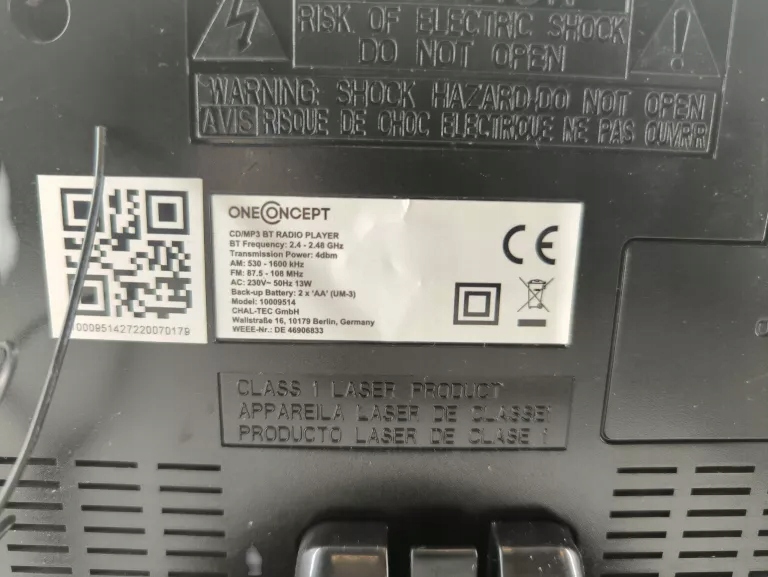 RISK OF ELECTRIC SHOCK
DO NOT OPEN
WARNING: SHOCK HAZARD-DO NOT OPEN
AVIS RISQUE DE CHOC ELECTRIQUE NE PAS OUVRIR
ONECONCEPT
CD/MP3 BT RADIO PLAYER
BT Frequency: 2.4 - 2.48 GHz
Transmission Power: 4dbm
AM: 530 - 1600 kHz
FM: 87.5 - 108 MHz
AC: 230V~ 50Hz 13W
Back-up Battery: 2 x 'AA' (UM-3)
Model: 10009514
CHAL-TEC GmbH
Wallstraße 16, 10179 Berlin, Germany
WEEE-Nr.: DE 46906833
CE
1000951427220070179
CLASS 1 LASER PRODUCT
APPAREILA LASER DE CLASSE1
PRODUCTO LASER DE CLASE 1